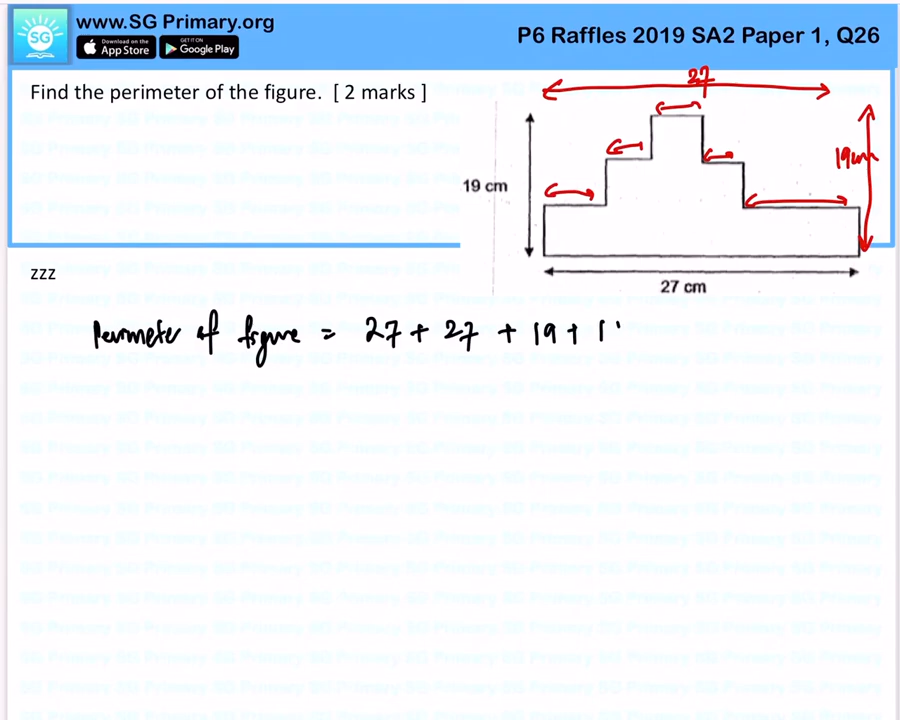 www.SG Primary.org
SG
Download on the
App Store
GET IT ON
Google Play
P6 Raffles 2019 SA2 Paper 1, Q26
Find the perimeter of the figure. [ 2 marks ]
27
19cm
19 cm
27 cm
zzz
Perimeter of figure = 27 + 27 + 19 + 1